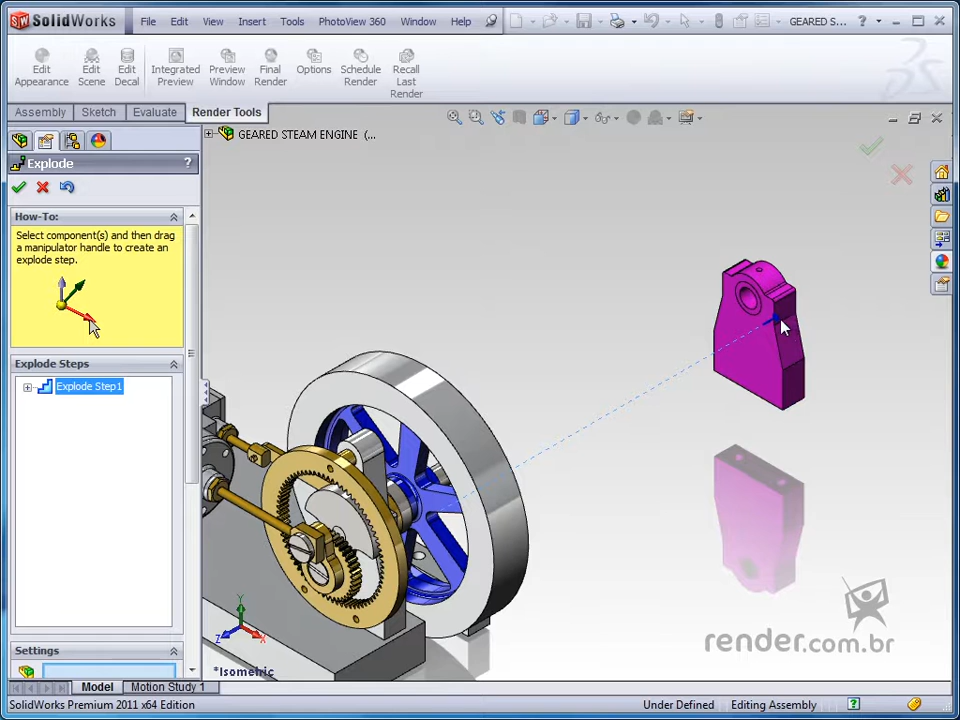 SolidWorks File Edit View Insert Tools PhotoView 360 Window Help GEARED S... ?
Edit Appearance
Edit Scene
Edit Decal
Integrated Preview
Preview Window
Final Render
Options
Schedule Render
Recall Last Render
Assembly Sketch Evaluate Render Tools
GEARED STEAM ENGINE (...
Explode ?
How-To:
Select component(s) and then drag
a manipulator handle to create an
explode step.
Explode Steps
Explode Step1
Settings
Y
Z X
*Isometric
render.com.br
Model Motion Study 1
SolidWorks Premium 2011 x64 Edition Under Defined Editing Assembly ?